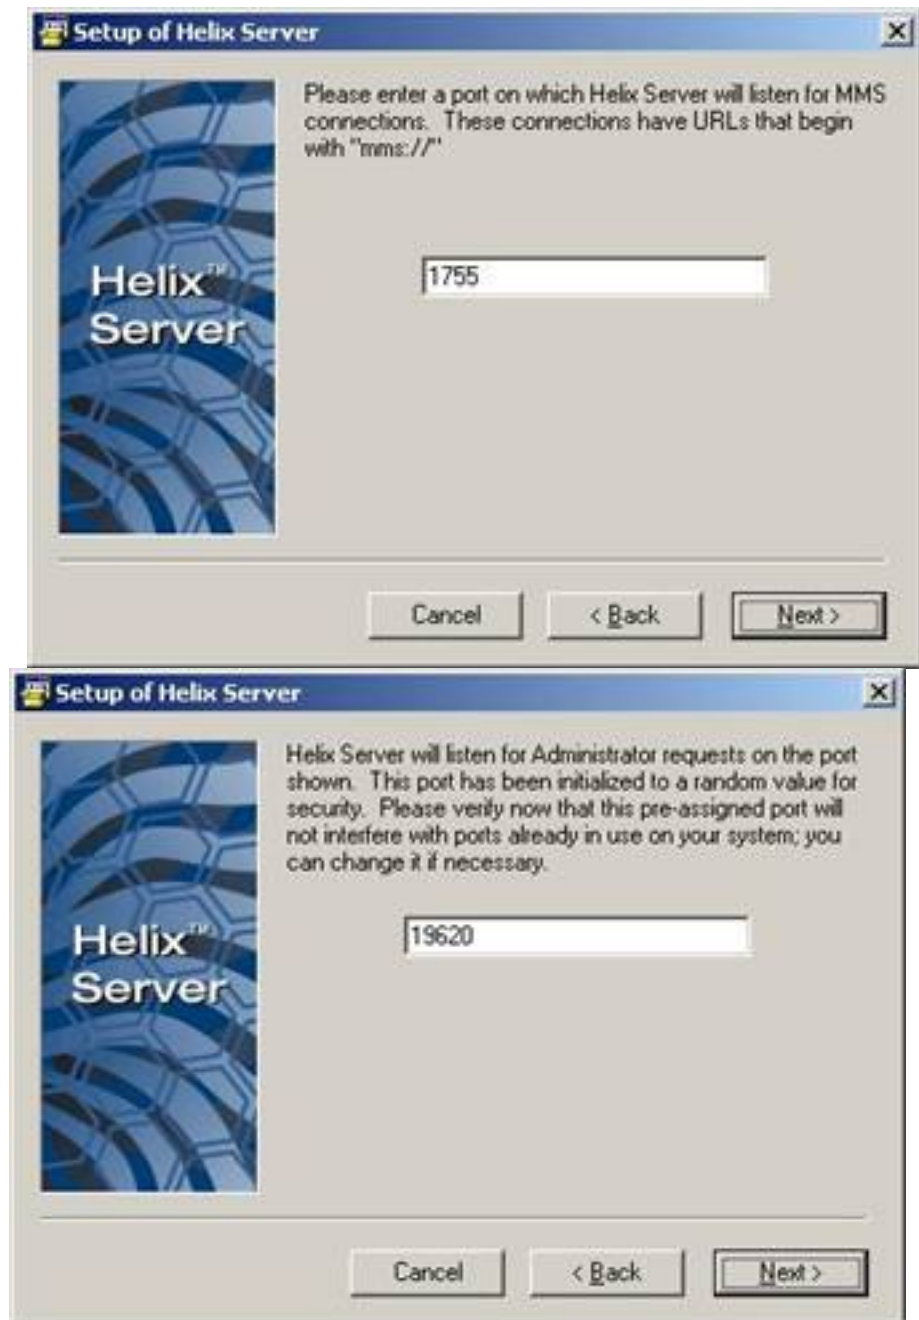 Setup of Helix Server
Please enter a port on which Helix Server will listen for MMS
connections. These connections have URLs that begin
with "mms://"
Helix™
Server
1755
Cancel
< Back
Next >
Setup of Helix Server
Helix Server will listen for Administrator requests on the port
shown. This port has been initialized to a random value for
security. Please verify now that this pre-assigned port will
not interfere with ports already in use on your system; you
can change it if necessary.
Helix™
Server
19620
Cancel
< Back
Next >